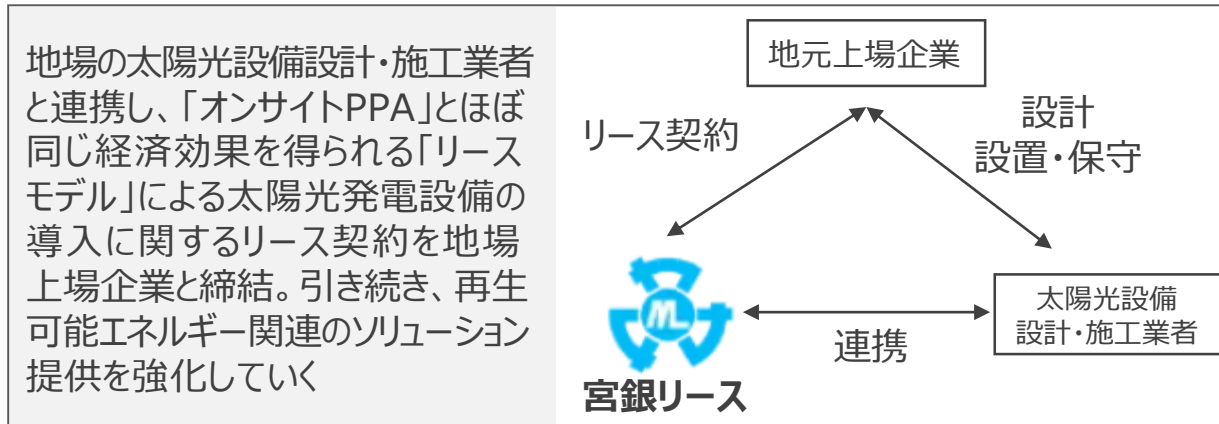 地場の太陽光設備設計・施工業者
と連携し、「オンサイトPPA」とほぼ
同じ経済効果を得られる「リース
モデル」による太陽光発電設備の
導入に関するリース契約を地場
上場企業と締結。引き続き、再生
可能エネルギー関連のソリューション
提供を強化していく
地元上場企業
リース契約
設計
設置・保守
ML
宮銀リース
連携
太陽光設備
設計・施工業者